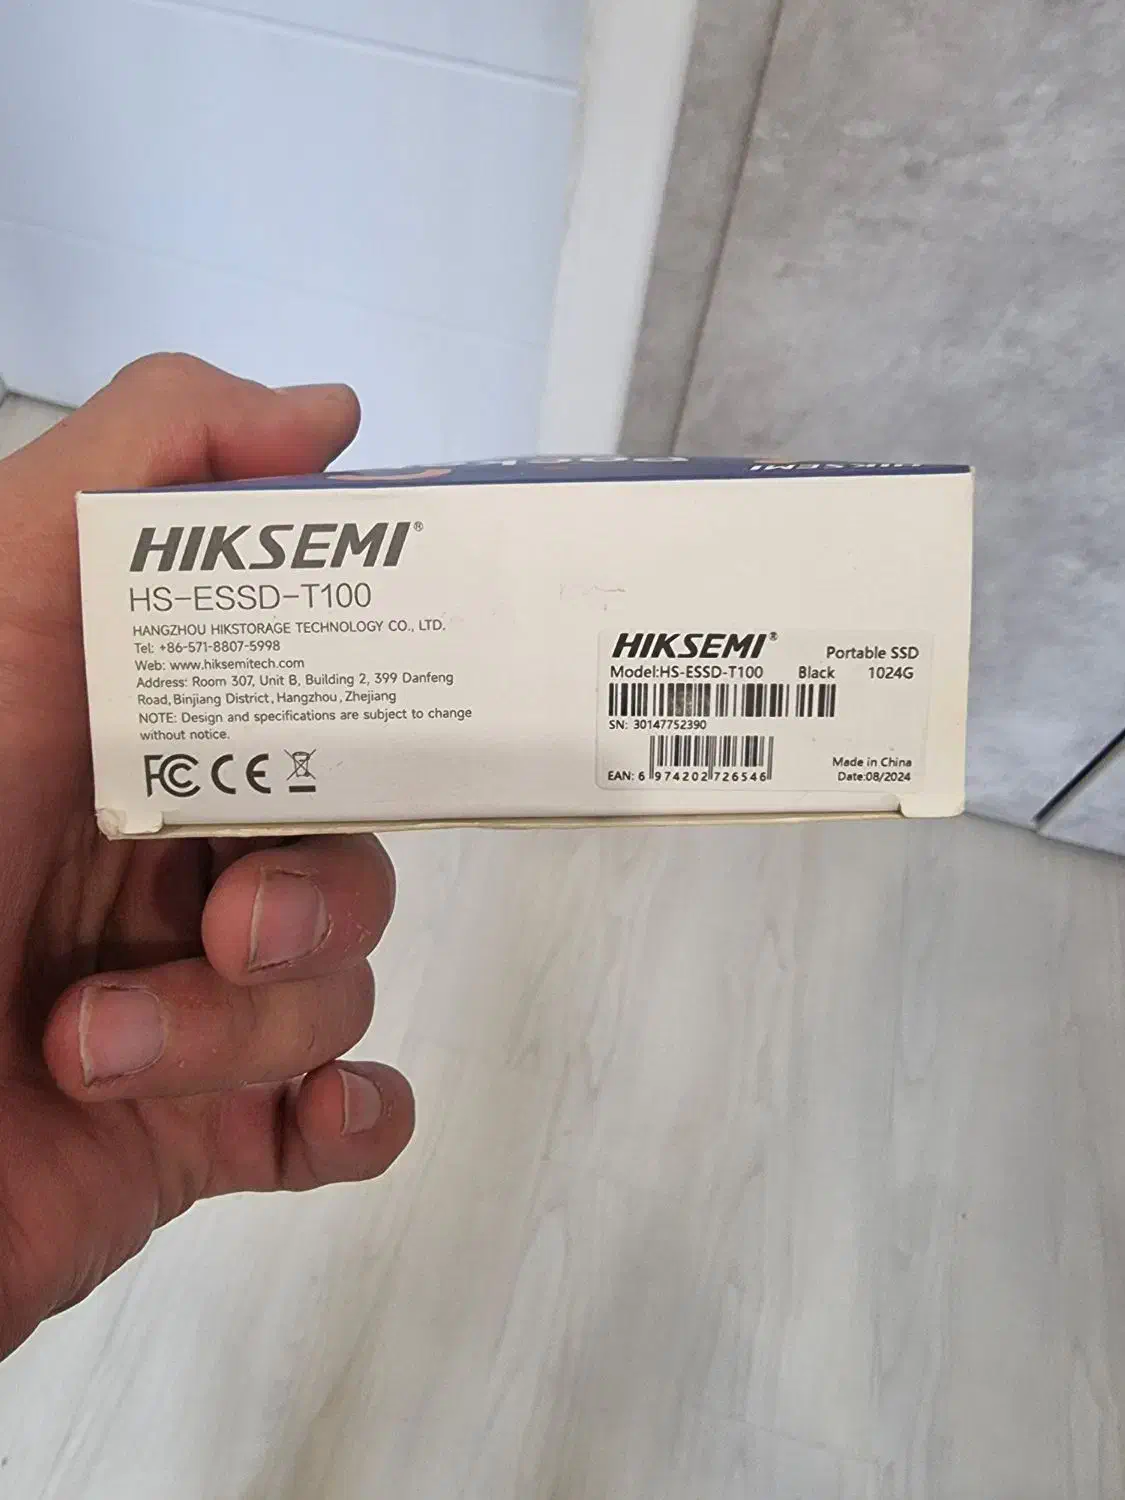 HIKSEMI
HIKSEMI®
HS-ESSD-T100
HANGZHOU HIKSTORAGE TECHNOLOGY CO., LTD.
Tel: +86-571-8807-5998
Web: www.hiksemitech.com
Address: Room 307, Unit B, Building 2, 399 Danfeng
Road, Binjiang District, Hangzhou, Zhejiang
NOTE: Design and specifications are subject to change
without notice.
FC CE
HIKSEMI®
Portable SSD
Model:HS-ESSD-T100 Black 1024G
SN: 30147752390
EAN: 6 974202 726546
Made in China
Date:08/2024